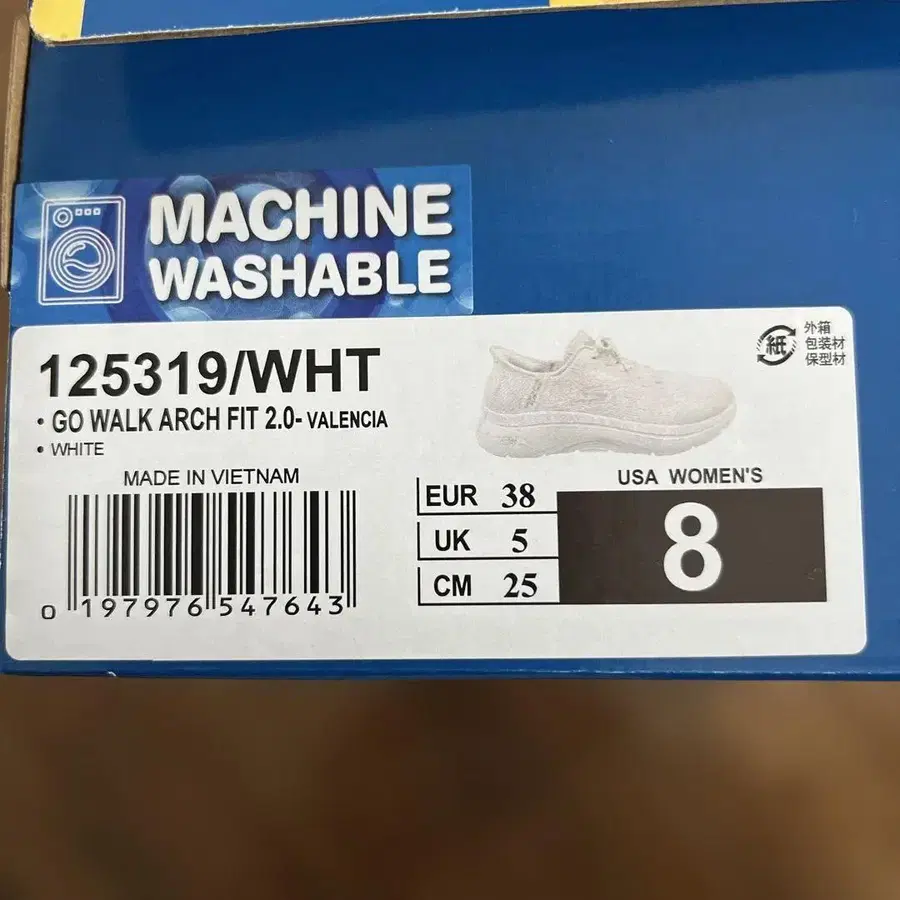 MACHINE
WASHABLE
125319/WHT
• GO WALK ARCH FIT 2.0- VALENCIA
• WHITE
MADE IN VIETNAM
0 197976 547643
紙
外箱
包装材
保型材
EUR 38
UK 5
CM 25
USA WOMEN'S
8